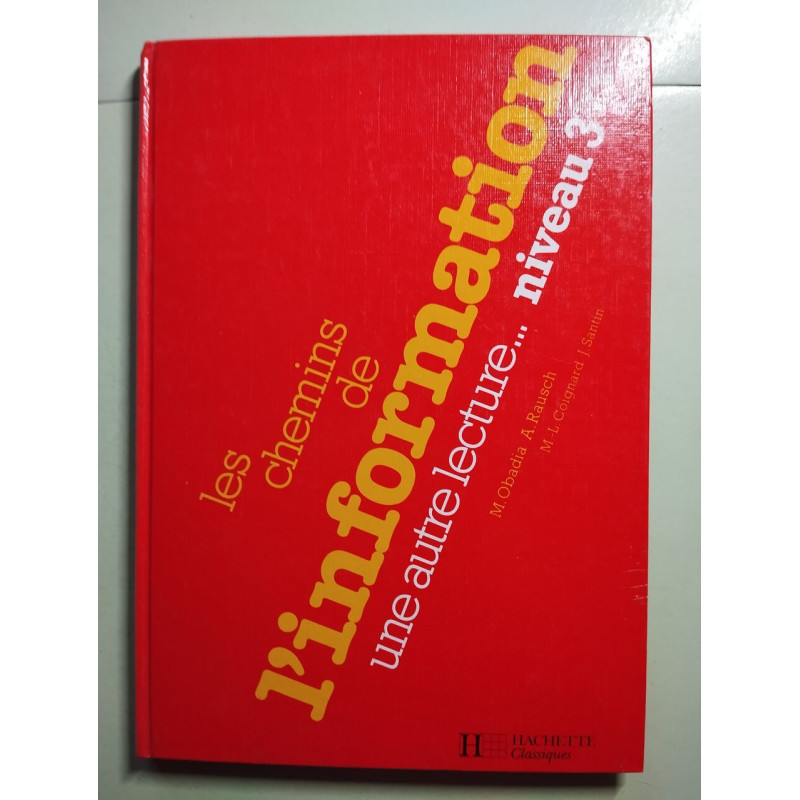 les
chemins
de
l'information
une autre lecture... niveau 3
M. Obadia A. Rausch
M. L. Coignard J. Santin
H HACHETTE
Classiques